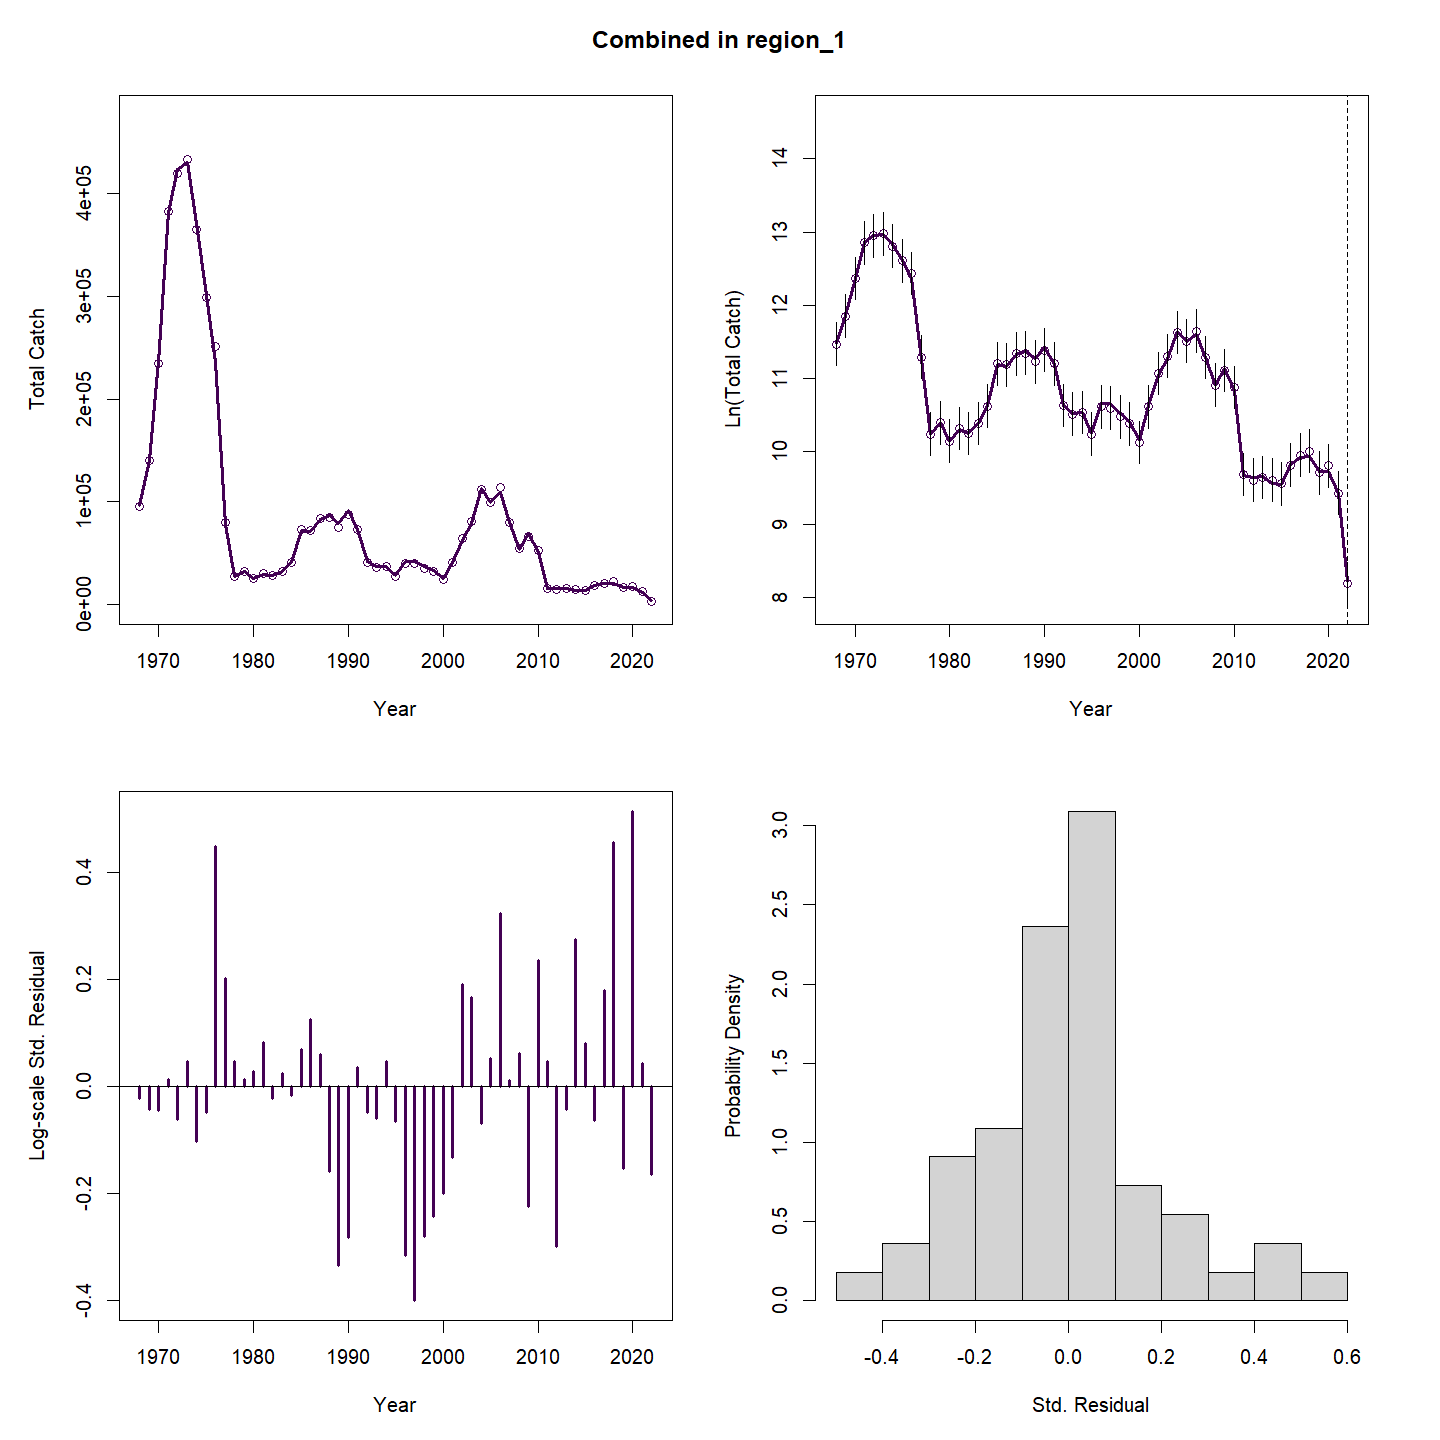 Combined in region_1
Total Catch
4e+05
3e+05
2e+05
1e+05
0e+00
1970 1980 1990 2000 2010 2020
Year
Ln(Total Catch)
14
13
12
11
10
9
8
1970 1980 1990 2000 2010 2020
Year
Log-scale Std. Residual
0.4
0.2
0.0
-0.2
-0.4
1970 1980 1990 2000 2010 2020
Year
Probability Density
3.0
2.5
2.0
1.5
1.0
0.5
0.0
-0.4 -0.2 0.0 0.2 0.4 0.6
Std. Residual